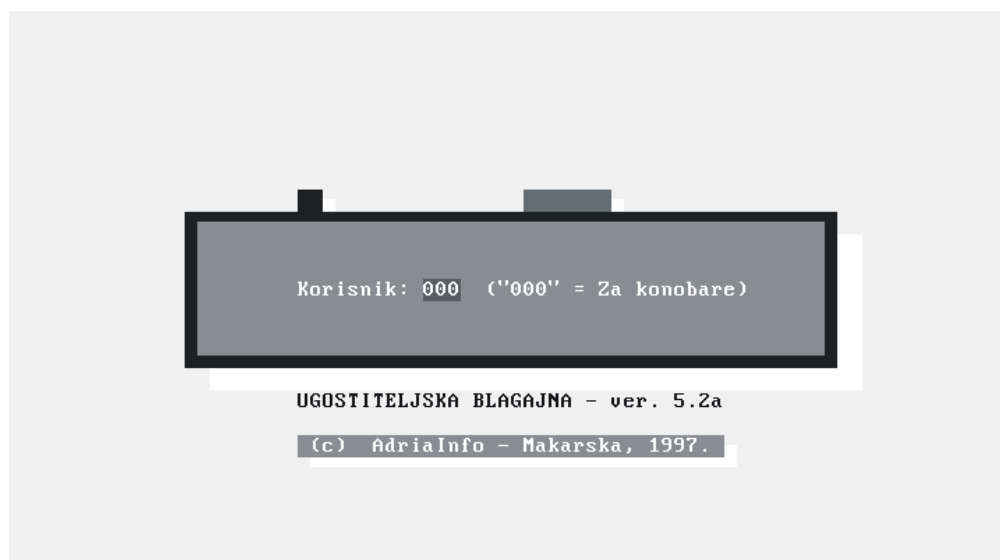 Korisnik: 000 ("000" = Za konobare)
UGOSTITELJSKA BLAGAJNA - ver. 5.2a
(c) AdriaInfo - Makarska, 1997.